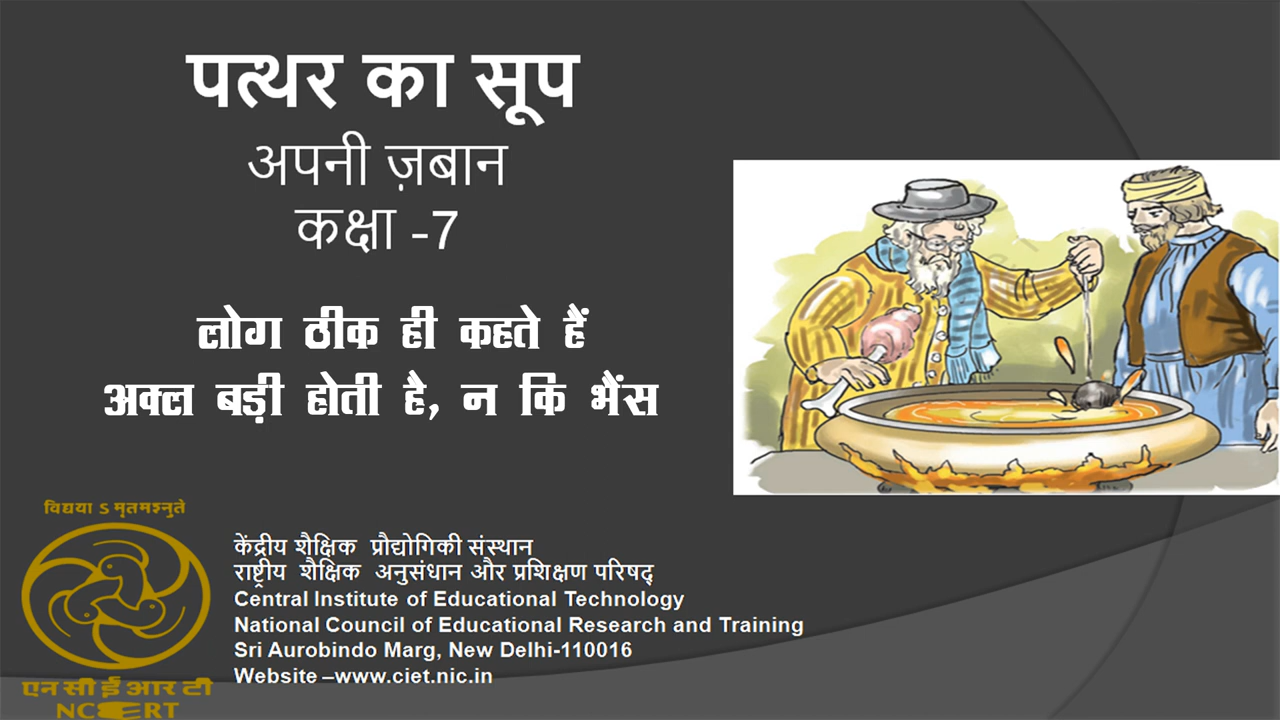 पत्थर का सूप
अपनी ज़बान
कक्षा -7
लोग ठीक ही कहते हैं
अक्ल बड़ी होती है, न कि भैंस
विद्यया ऽ मृतमश्नुते
एन सी ई आर टी
NCERT
केंद्रीय शैक्षिक प्रौद्योगिकी संस्थान
राष्ट्रीय शैक्षिक अनुसंधान और प्रशिक्षण परिषद्
Central Institute of Educational Technology
National Council of Educational Research and Training
Sri Aurobindo Marg, New Delhi-110016
Website –www.ciet.nic.in